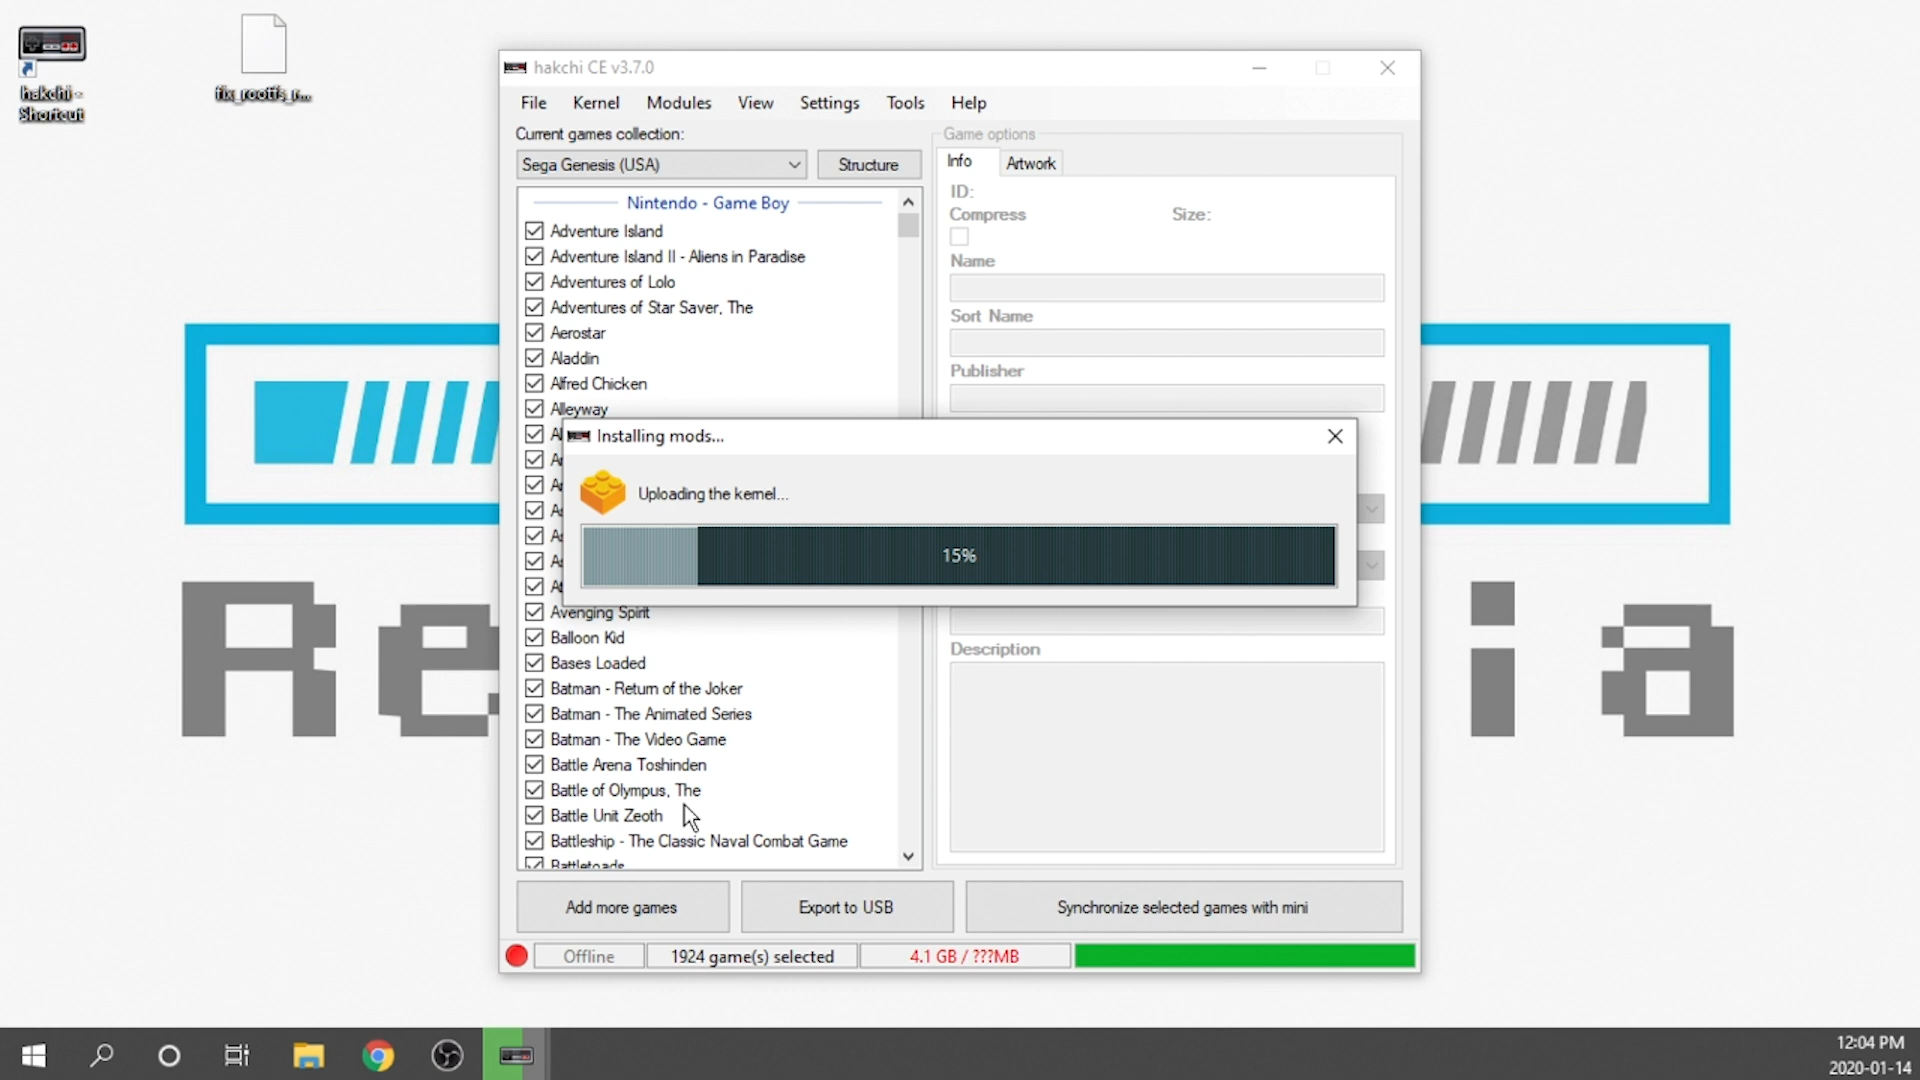 hakchi -
Shortcut
fix_rootfs_r...
hakchi CE v3.7.0
File Kernel Modules View Settings Tools Help
Current games collection:
Sega Genesis (USA)
Structure
Nintendo - Game Boy
Adventure Island
Adventure Island II - Aliens in Paradise
Adventures of Lolo
Adventures of Star Saver, The
Aerostar
Aladdin
Alfred Chicken
Alleyway
Avenging Spirit
Balloon Kid
Bases Loaded
Batman - Return of the Joker
Batman - The Animated Series
Batman - The Video Game
Battle Arena Toshinden
Battle of Olympus, The
Battle Unit Zeoth
Battleship - The Classic Naval Combat Game
Battletoads
Game options
Info Artwork
ID:
Compress Size:
Name
Sort Name
Publisher
Description
Installing mods...
Uploading the kernel...
15%
Add more games
Export to USB
Synchronize selected games with mini
Offline
1924 game(s) selected
4.1 GB / ???MB
Re
ia
12:04 PM
2020-01-14